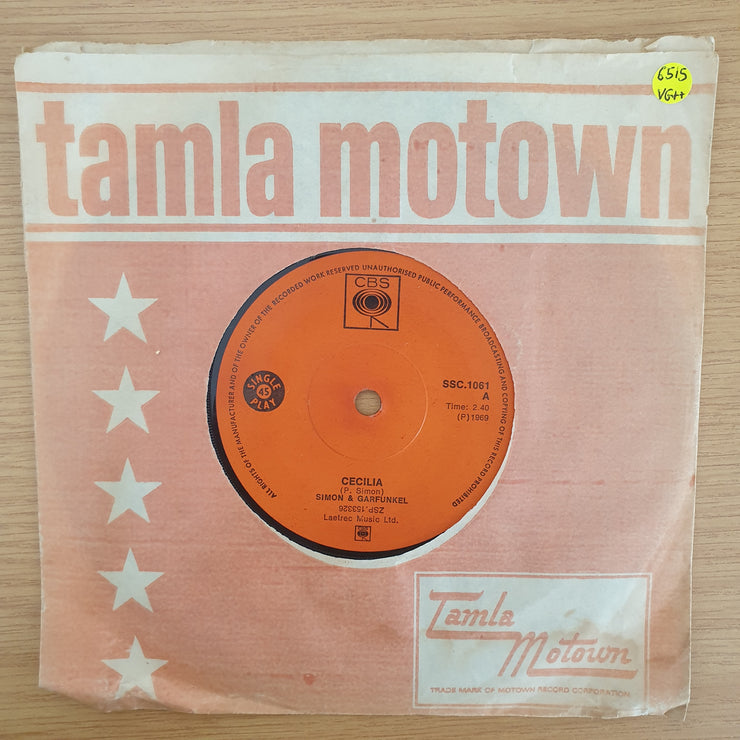 6515
VG++
tamla motown
ALL RIGHTS OF THE MANUFACTURER AND OF THE OWNER OF THE RECORDED WORK RESERVED UNAUTHORISED PUBLIC PERFORMANCE, BROADCASTING AND COPYING OF THIS RECORD PROHIBITED
CBS
SINGLE
45
PLAY
SSC.1061
A
Time: 2.40
(P)1969
CECILIA
(P. Simon)
SIMON & GARFUNKEL
ZSP.153326
Laetrec Music Ltd.
CBS
Tamla
Motown
TRADE MARK OF MOTOWN RECORD CORPORATION